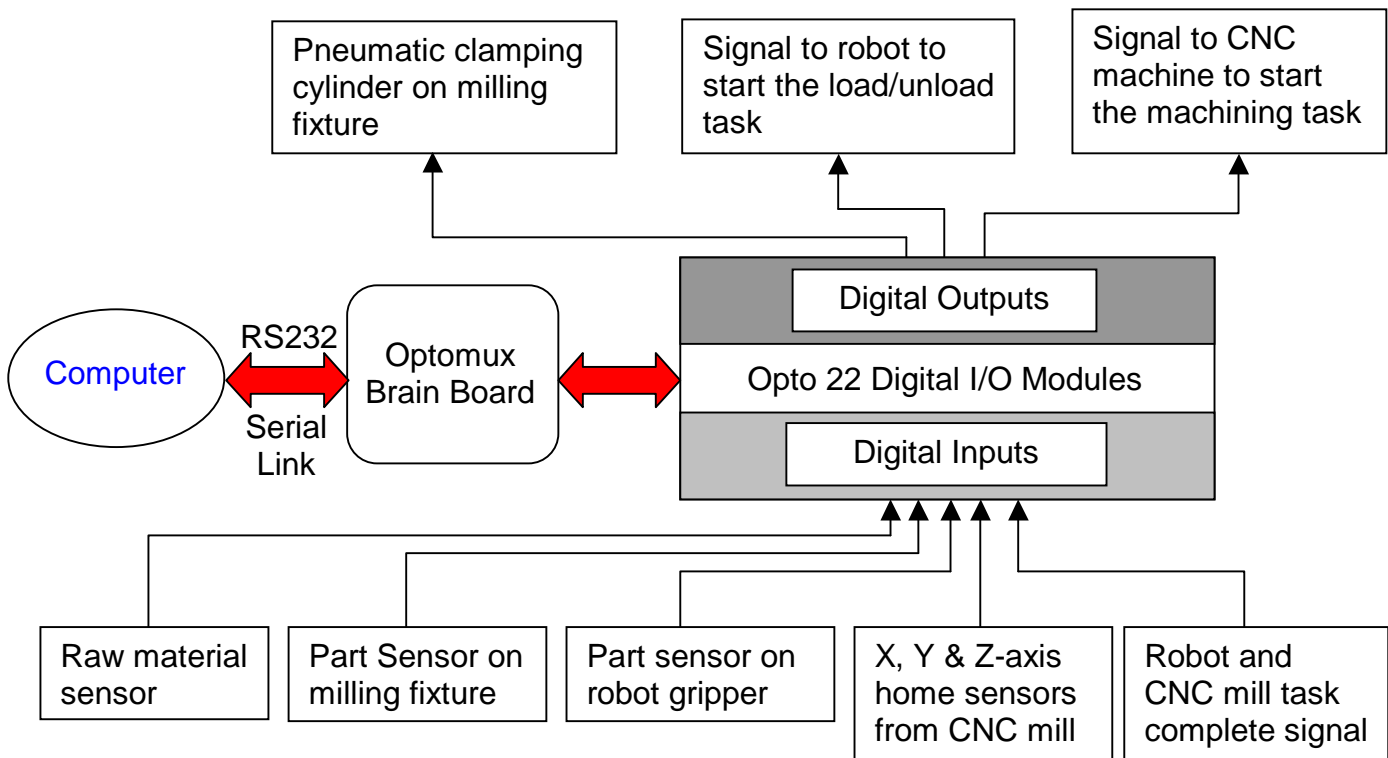 Pneumatic clamping
cylinder on milling
fixture
Signal to robot to
start the load/unload
task
Signal to CNC
machine to start
the machining task
Computer
RS232
Serial
Link
Optomux
Brain Board
Digital Outputs
Opto 22 Digital I/O Modules
Digital Inputs
Raw material
sensor
Part Sensor on
milling fixture
Part sensor on
robot gripper
X, Y & Z-axis
home sensors
from CNC mill
Robot and
CNC mill task
complete signal